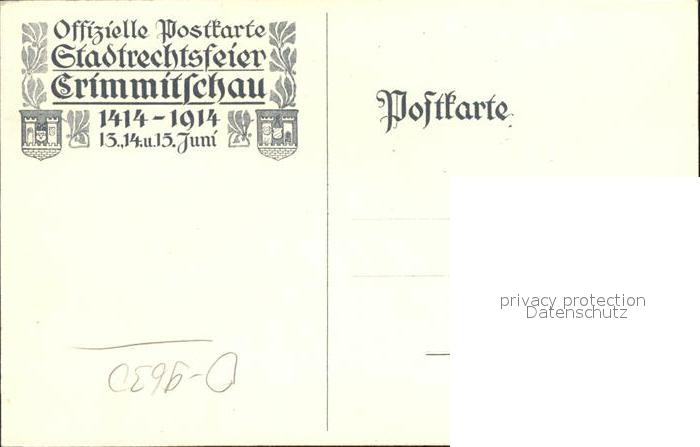 Offizielle Postkarte
Stadtrechtsfeier
Crimmitschau
1414-1914
13., 14. u. 15. Juni
Postkarte
privacy protection
Datenschutz
D-9630